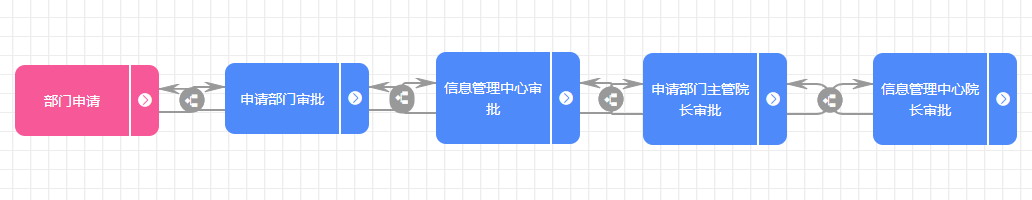 部门申请
申请部门审批
信息管理中心审
批
申请部门主管院
长审批
信息管理中心院
长审批